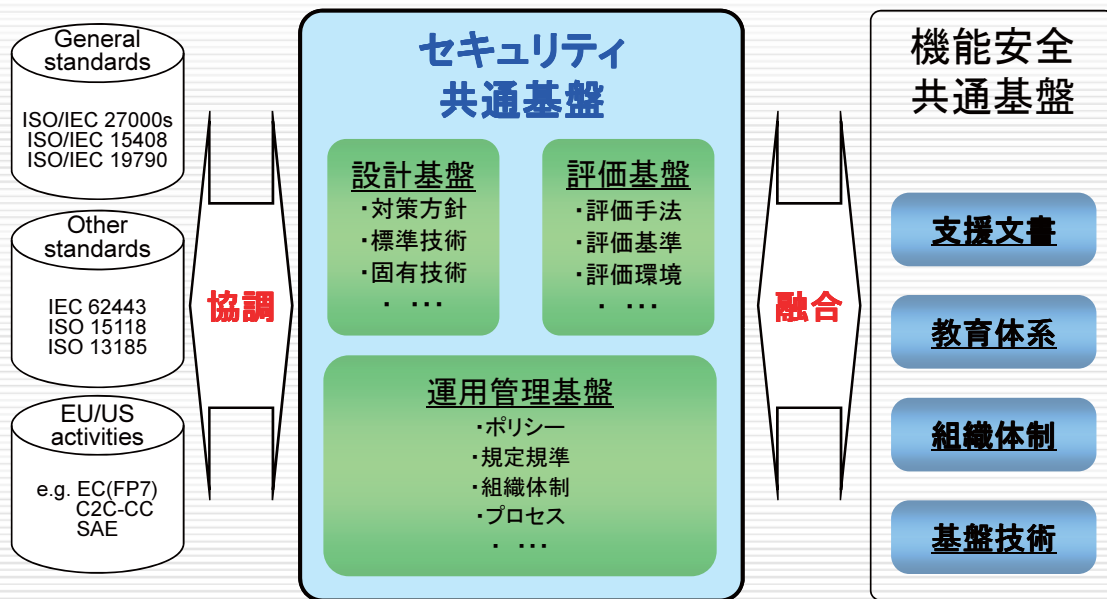 General
standards
ISO/IEC 27000s
ISO/IEC 15408
ISO/IEC 19790
Other
standards
IEC 62443
ISO 15118
ISO 13185
EU/US
activities
e.g. EC(FP7)
C2C-CC
SAE
協調
セキュリティ
共通基盤
設計基盤
・対策方針
・標準技術
・固有技術
・ ・・・
評価基盤
・評価手法
・評価基準
・評価環境
・ ・・・
運用管理基盤
・ポリシー
・規定規準
・組織体制
・プロセス
・ ・・・
融合
機能安全
共通基盤
支援文書
教育体系
組織体制
基盤技術